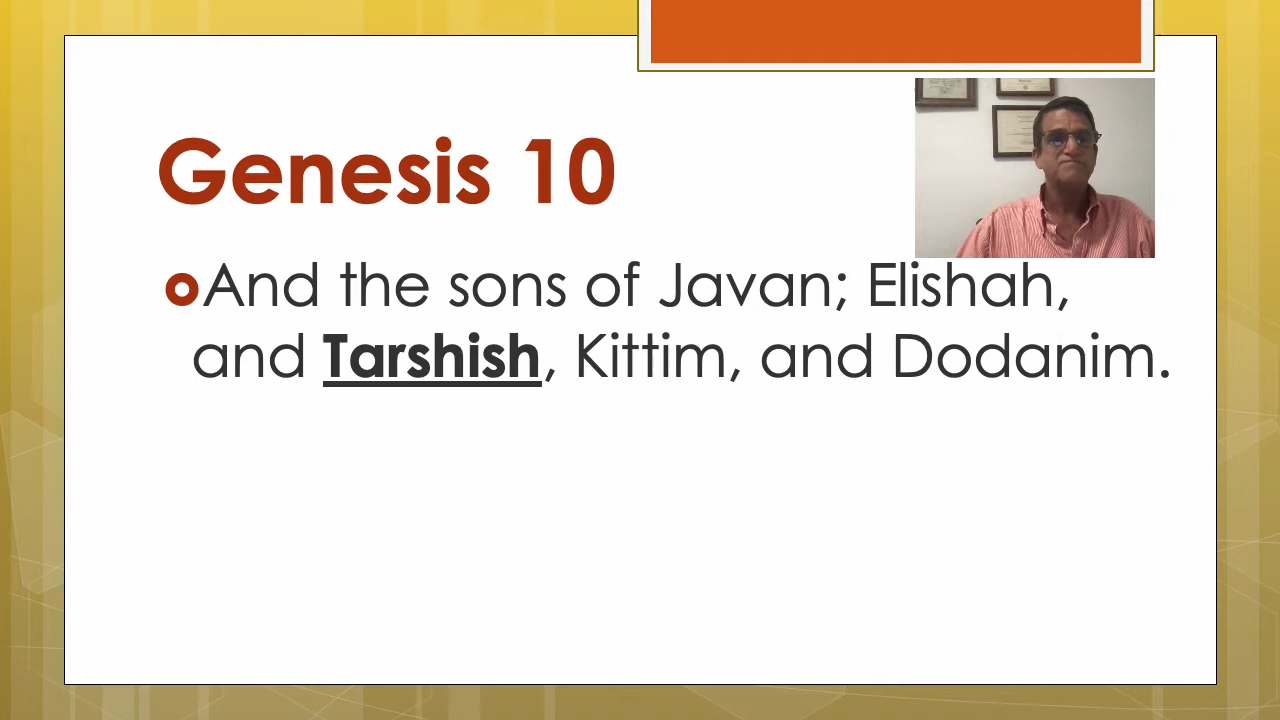 Genesis 10
And the sons of Javan; Elishah,
and Tarshish, Kittim, and Dodanim.